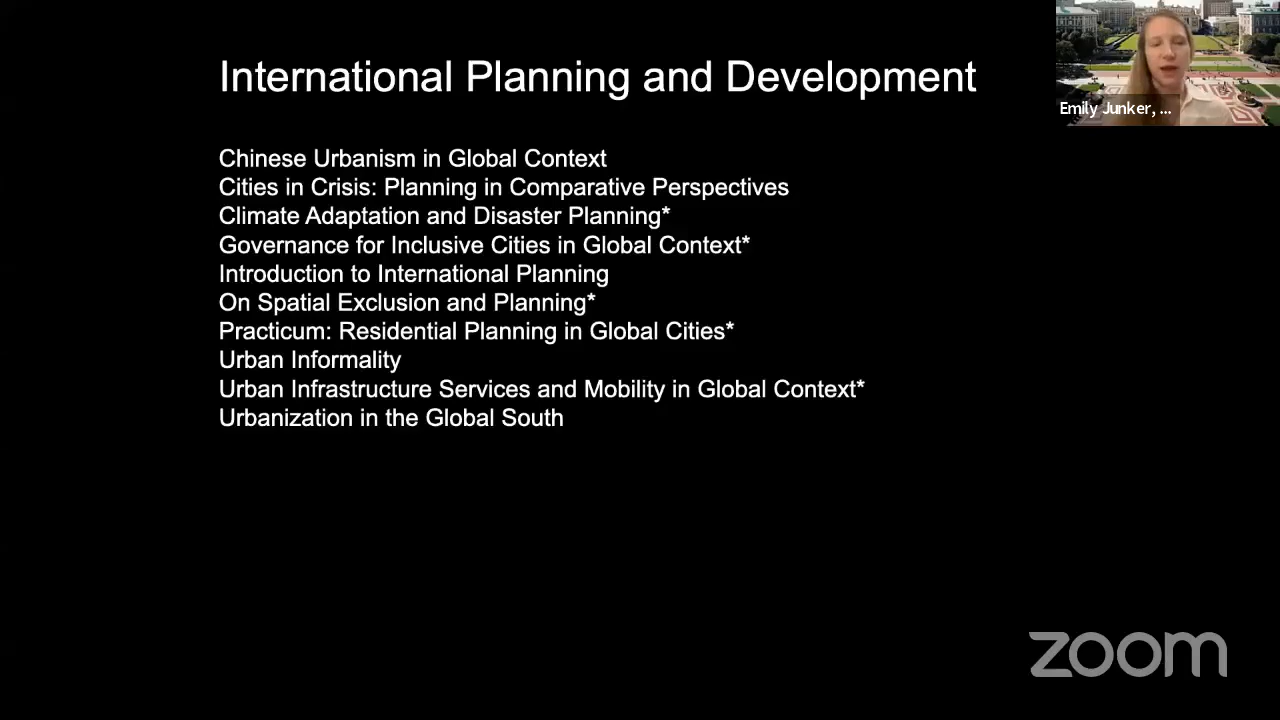 International Planning and Development
Emily Junker, ...
Chinese Urbanism in Global Context
Cities in Crisis: Planning in Comparative Perspectives
Climate Adaptation and Disaster Planning*
Governance for Inclusive Cities in Global Context*
Introduction to International Planning
On Spatial Exclusion and Planning*
Practicum: Residential Planning in Global Cities*
Urban Informality
Urban Infrastructure Services and Mobility in Global Context*
Urbanization in the Global South
zoom